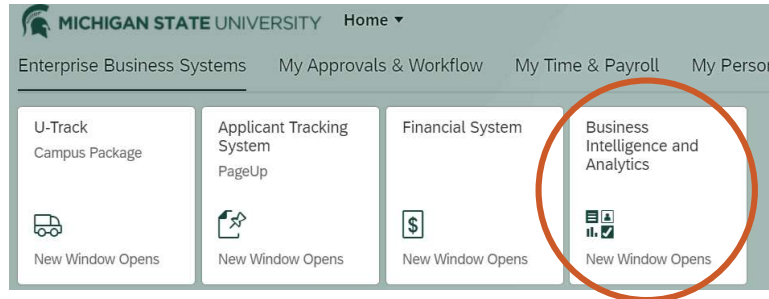 MICHIGAN STATE UNIVERSITY Home
Enterprise Business Systems My Approvals & Workflow My Time & Payroll My Person
U-Track
Campus Package
New Window Opens
Applicant Tracking
System
PageUp
New Window Opens
Financial System
$
New Window Opens
Business
Intelligence and
Analytics
New Window Opens